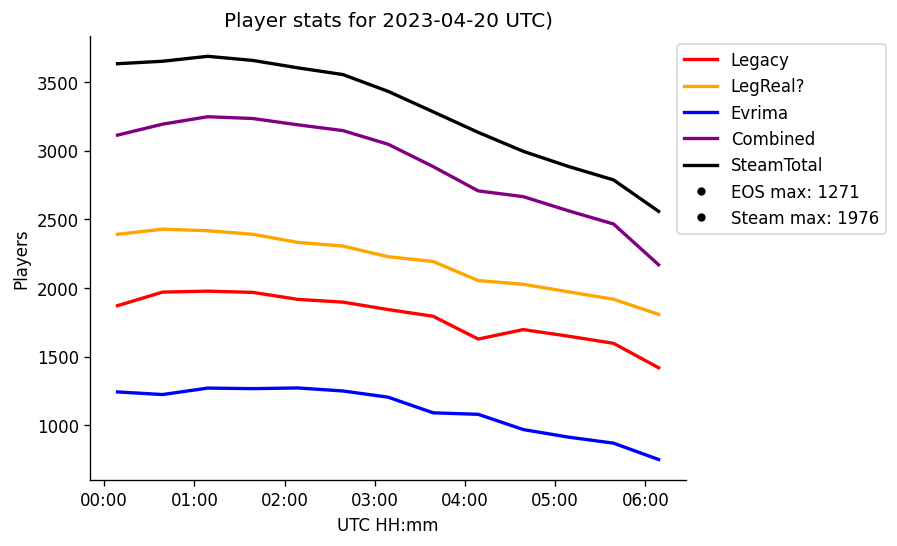 Player stats for 2023-04-20 UTC)
Legacy
LegReal?
Evrima
Combined
SteamTotal
EOS max: 1271
Steam max: 1976
Players
3500
3000
2500
2000
1500
1000
00:00 01:00 02:00 03:00 04:00 05:00 06:00
UTC HH:mm